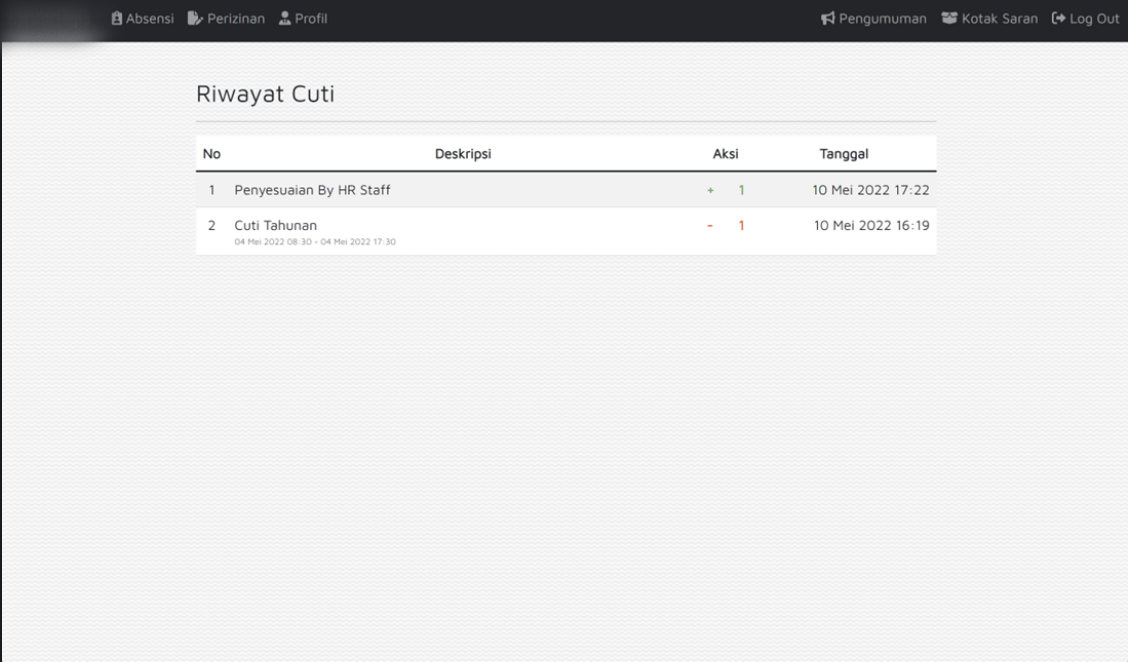 Absensi Perizinan Profil Pengumuman Kotak Saran Log Out
Riwayat Cuti
No Deskripsi Aksi Tanggal
1 Penyesuaian By HR Staff + 1 10 Mei 2022 17:22
2 Cuti Tahunan - 1 10 Mei 2022 16:19
04 Mei 2022 08:30 - 04 Mei 2022 17:30